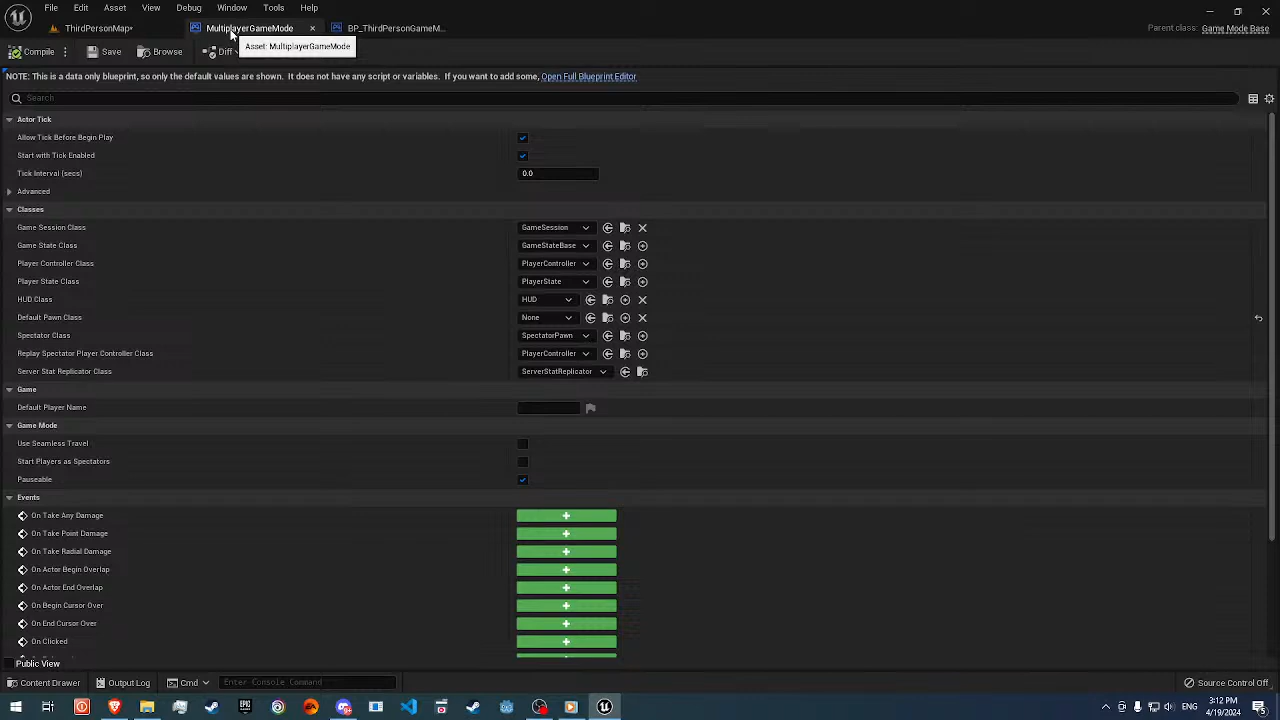 File Edit Asset View Debug Window Tools Help
ThirdPersonMap*
MultiplayerGameMode
BP_ThirdPersonGameM...
Parent class: Game Mode Base
Compile Save Browse Diff
Asset: MultiplayerGameMode
NOTE: This is a data only blueprint, so only the default values are shown. It does not have any script or variables. If you want to add some, Open Full Blueprint Editor
Search
Actor Tick
Allow Tick Before Begin Play
Start with Tick Enabled
Tick Interval (secs) 0.0
Advanced
Classes
Game Session Class GameSession
Game State Class GameStateBase
Player Controller Class PlayerController
Player State Class PlayerState
HUD Class HUD
Default Pawn Class None
Spectator Class SpectatorPawn
Replay Spectator Player Controller Class PlayerController
Server Stat Replicator Class ServerStatReplicator
Game
Default Player Name
Game Mode
Use Seamless Travel
Start Players as Spectators
Pauseable
Events
On Take Any Damage
On Take Point Damage
On Take Radial Damage
On Actor Begin Overlap
On Actor End Overlap
On Begin Cursor Over
On End Cursor Over
On Clicked
Public View
Content Drawer Output Log Cmd Enter Console Command Source Control Off
3:12 PM
4/19/2024